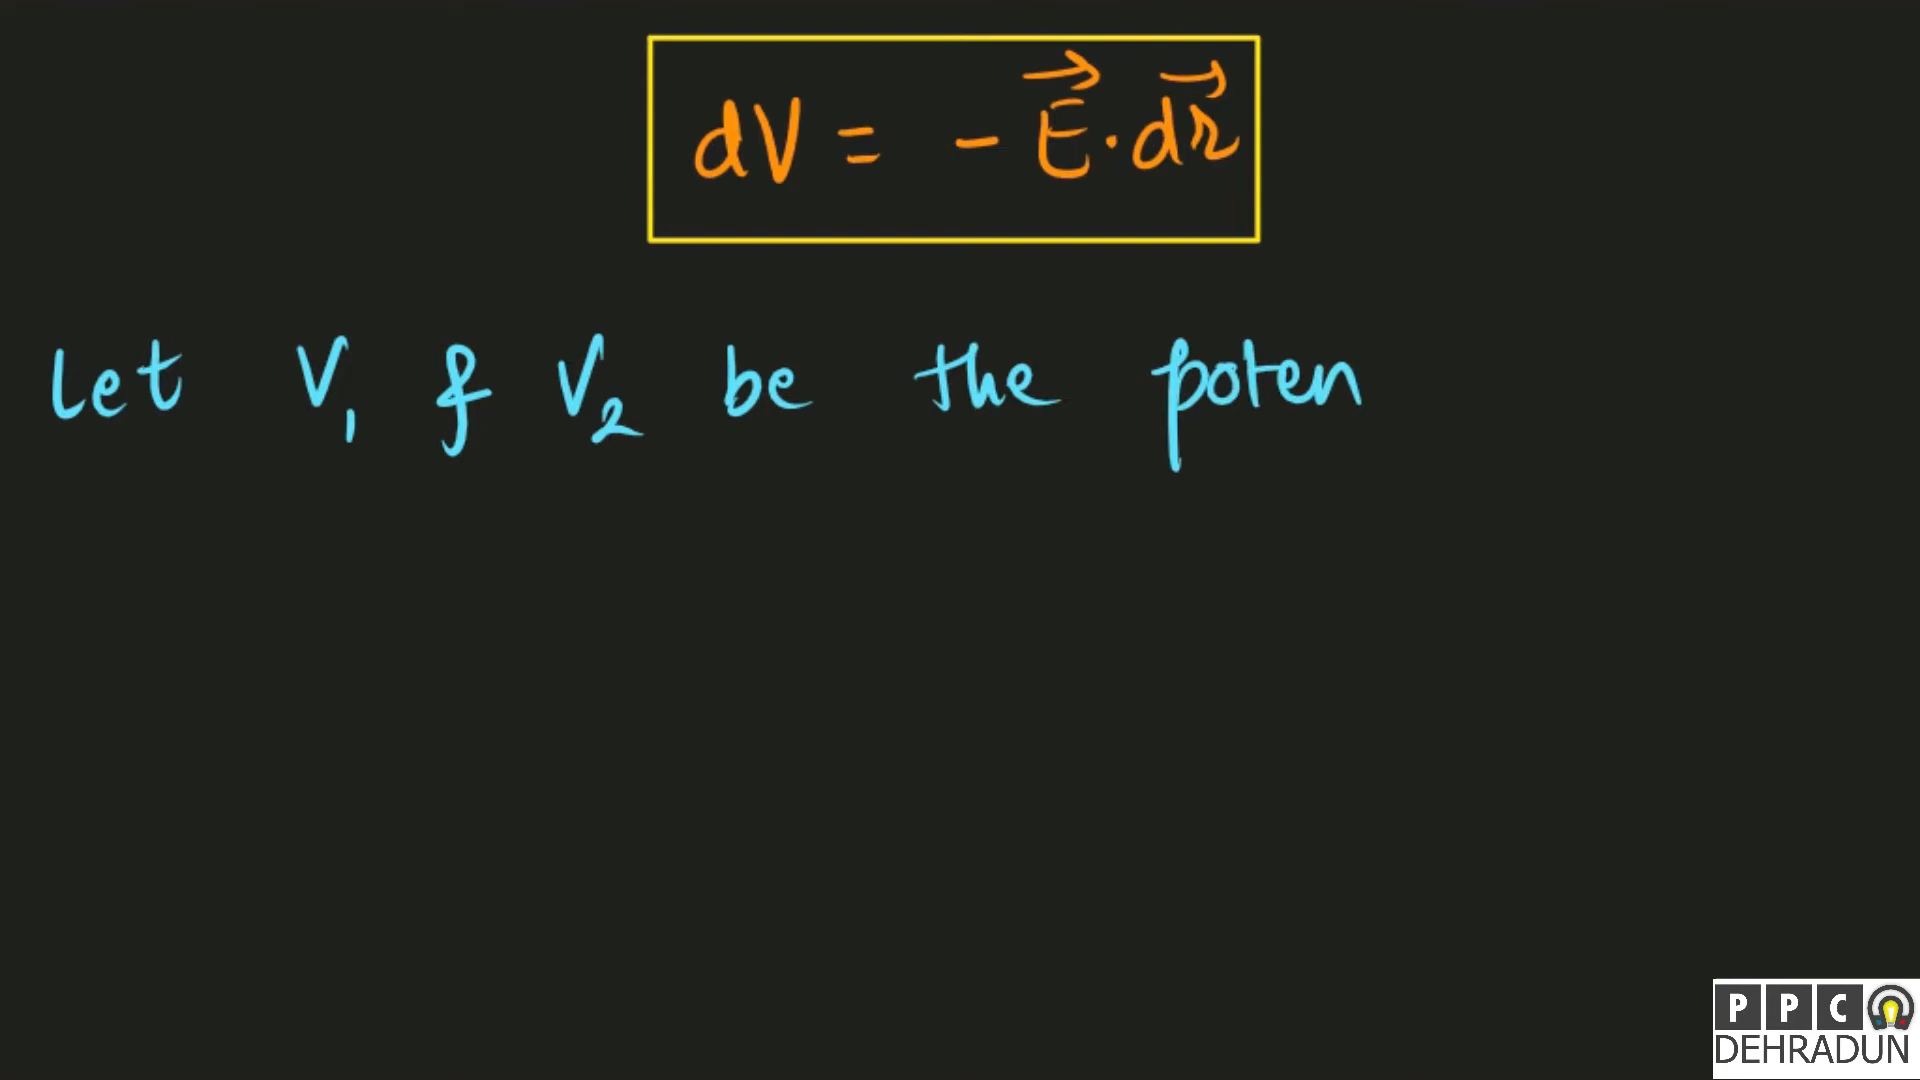 dV = - E⃗ · dr⃗
Let V₁ & V₂ be the poten
PPC
DEHRADUN